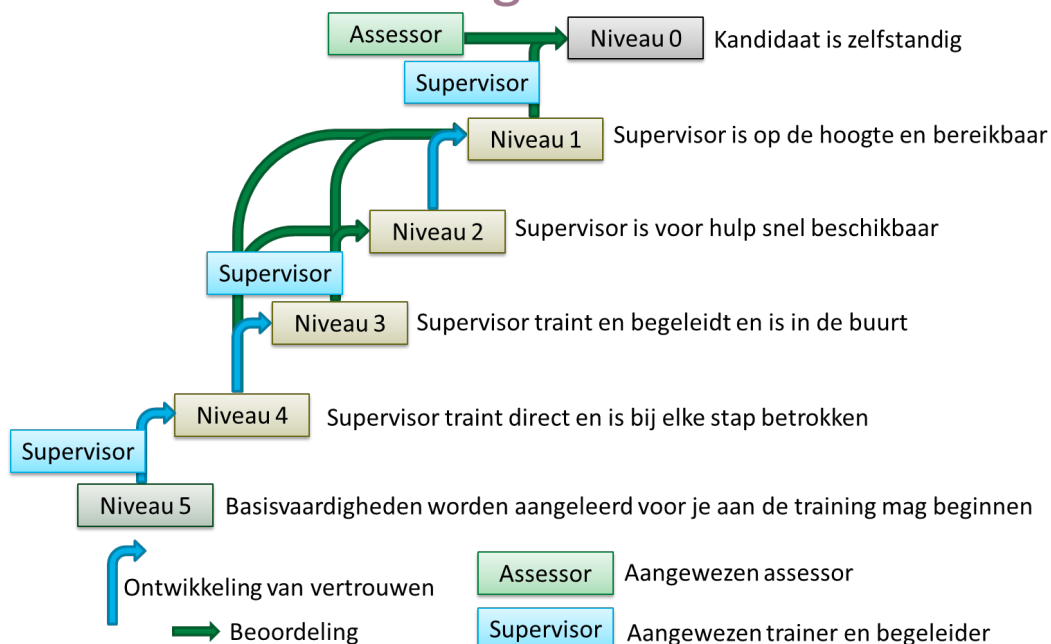 Assessor
Niveau 0
Kandidaat is zelfstandig
Supervisor
Niveau 1
Supervisor is op de hoogte en bereikbaar
Niveau 2
Supervisor is voor hulp snel beschikbaar
Supervisor
Niveau 3
Supervisor traint en begeleidt en is in de buurt
Niveau 4
Supervisor traint direct en is bij elke stap betrokken
Supervisor
Niveau 5
Basisvaardigheden worden aangeleerd voor je aan de training mag beginnen
Ontwikkeling van vertrouwen
Assessor
Aangewezen assessor
Beoordeling
Supervisor
Aangewezen trainer en begeleider